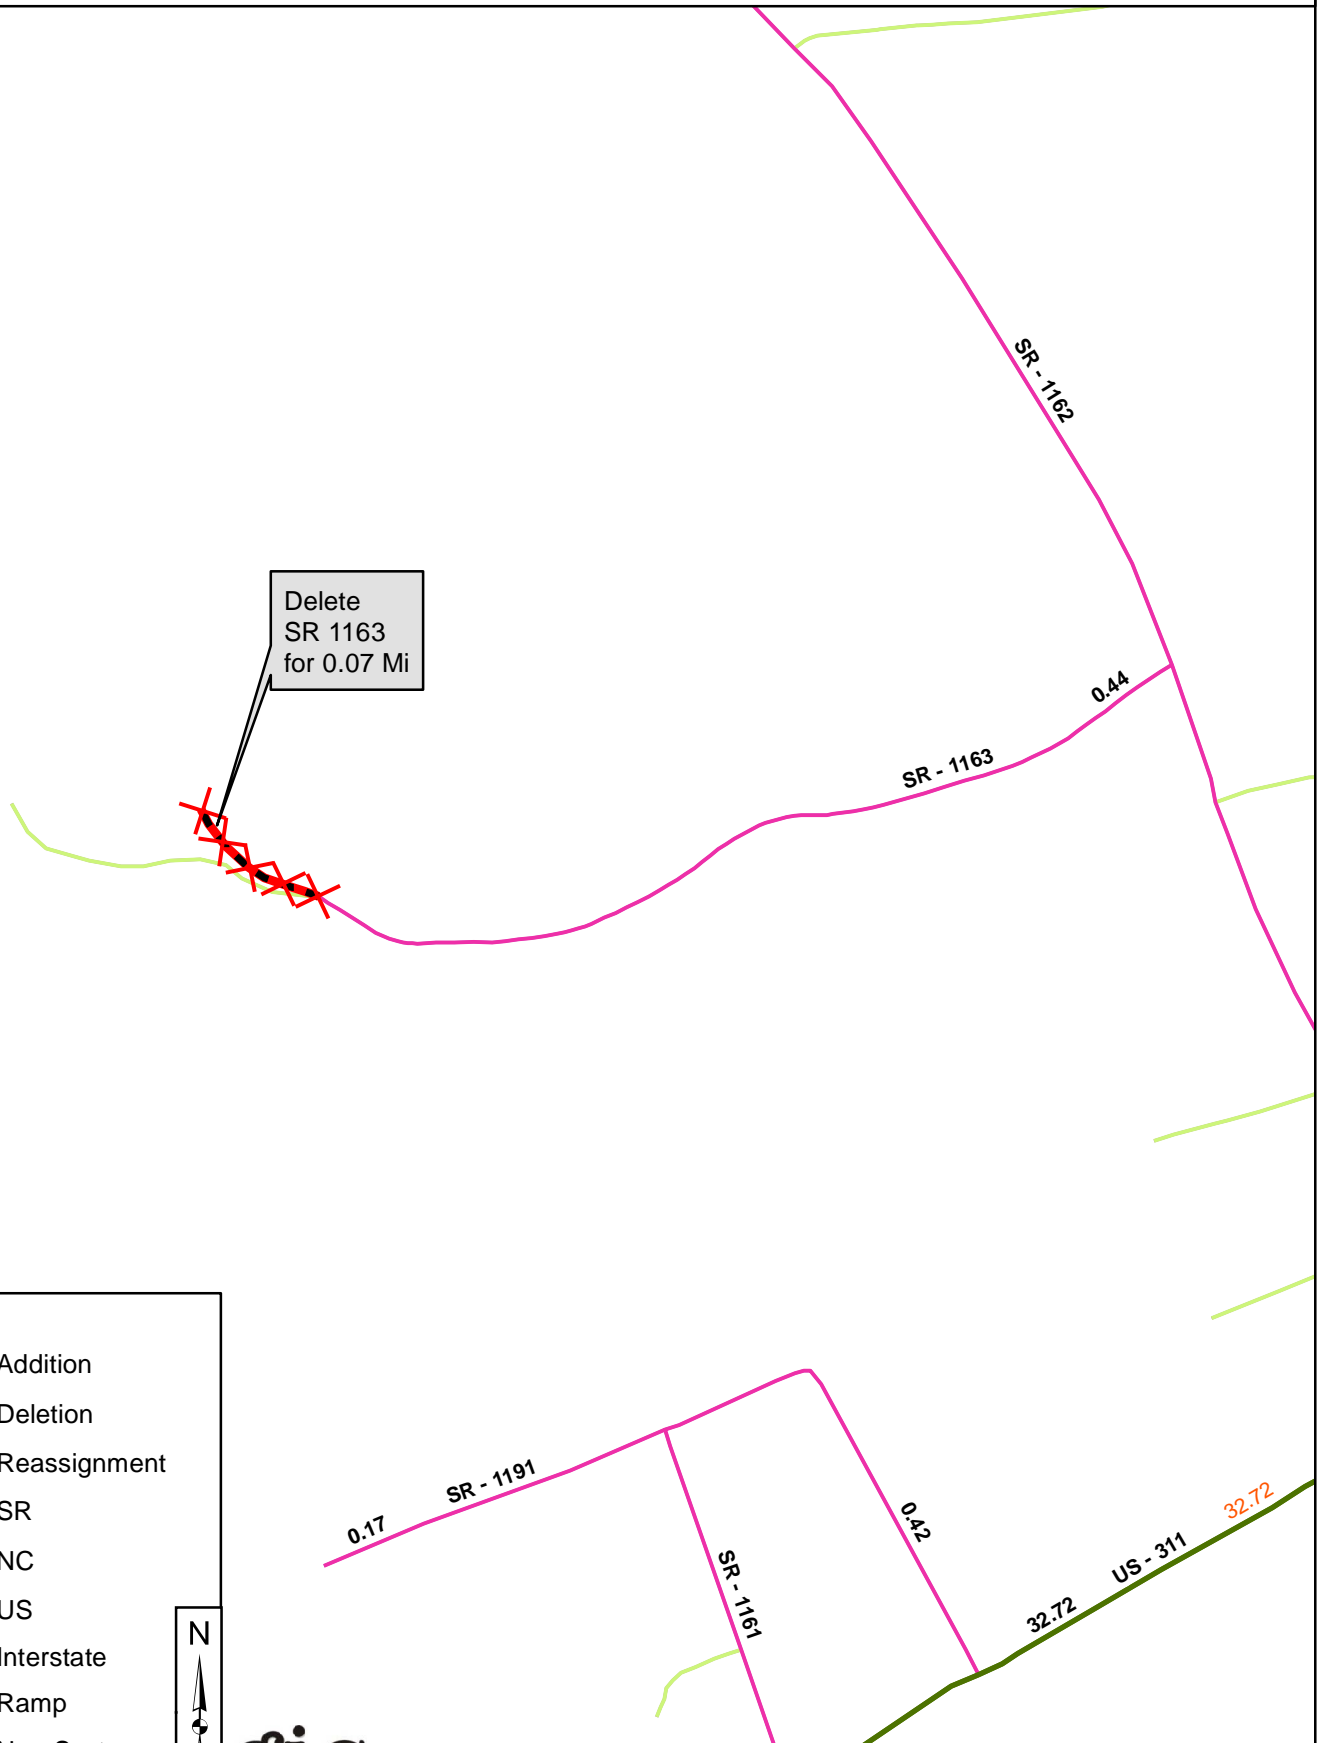 SR - 1162
Delete
SR 1163
for 0.07 Mi
0.44
SR - 1163
Addition
Deletion
Reassignment
SR
NC
US
Interstate
Ramp
N
SR - 1191
0.17
SR - 1161
0.42
US - 311
32.72
32.72